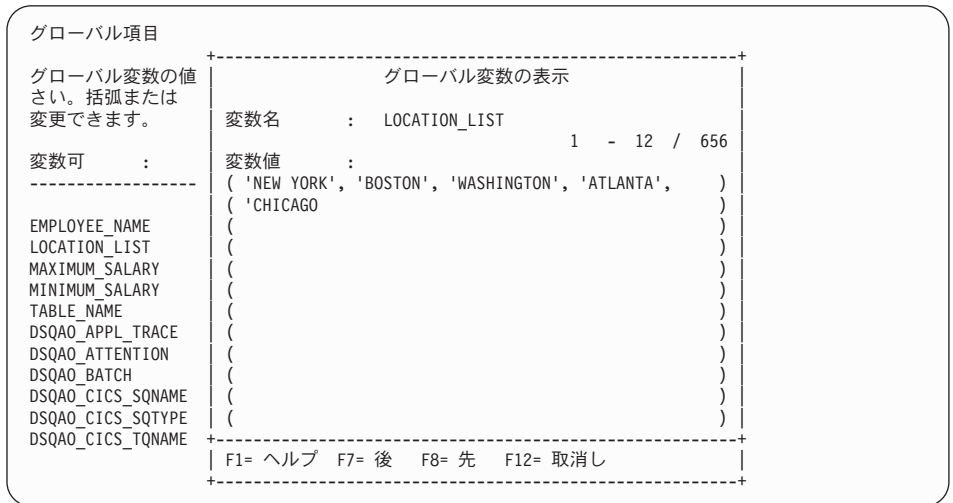 グローバル項目
+---------------------------------------------------------+
グローバル変数の値 | グローバル変数の表示 |
さい。括弧または | |
変更できます。 | 変数名 : LOCATION_LIST |
| 1 - 12 / 656 |
変数可 : | 変数値 : |
------------------ | ( 'NEW YORK', 'BOSTON', 'WASHINGTON', 'ATLANTA', ) |
| ( 'CHICAGO ) |
EMPLOYEE_NAME | ( ) |
LOCATION_LIST | ( ) |
MAXIMUM_SALARY | ( ) |
MINIMUM_SALARY | ( ) |
TABLE_NAME | ( ) |
DSQAO_APPL_TRACE | ( ) |
DSQAO_ATTENTION | ( ) |
DSQAO_BATCH | ( ) |
DSQAO_CICS_SQNAME | ( ) |
DSQAO_CICS_SQTYPE | ( ) |
DSQAO_CICS_TQNAME +---------------------------------------------------------+
| F1= ヘルプ F7= 後 F8= 先 F12= 取消し |
+---------------------------------------------------------+